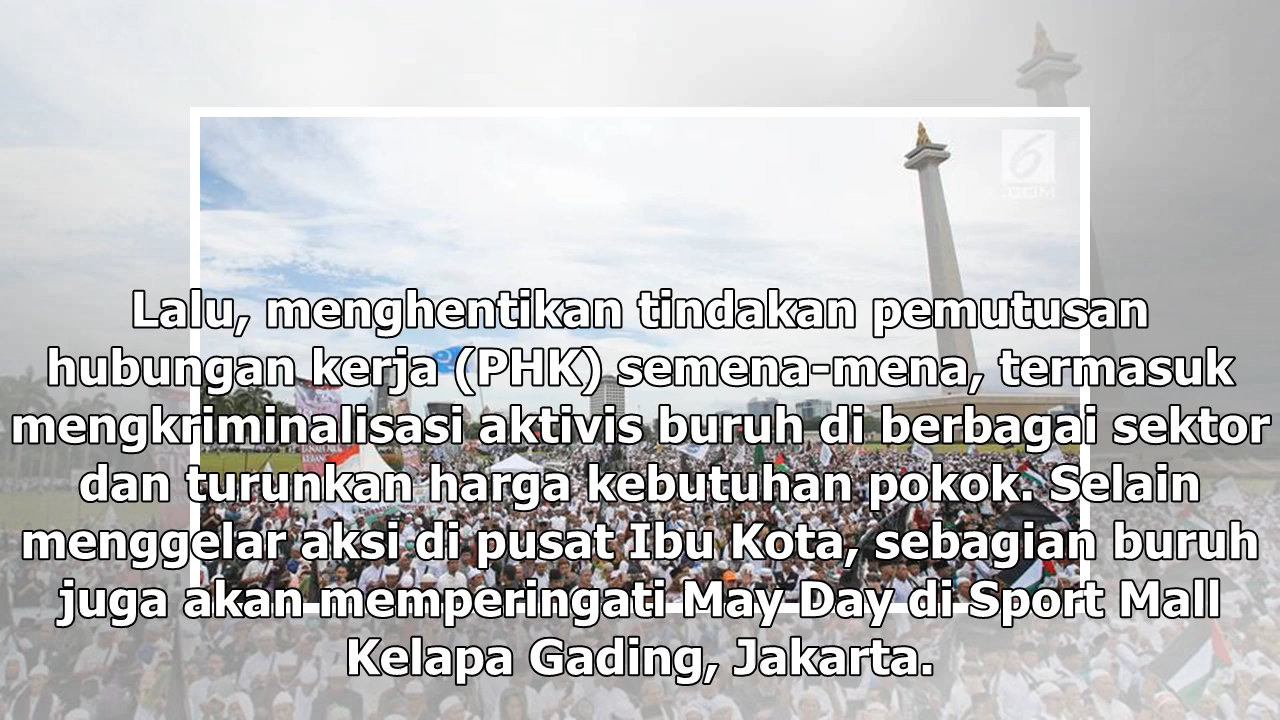 6
.COM
Lalu, menghentikan tindakan pemutusan
hubungan kerja (PHK) semena-mena, termasuk
mengkriminalisasi aktivis buruh di berbagai sektor
dan turunkan harga kebutuhan pokok. Selain
menggelar aksi di pusat Ibu Kota, sebagian buruh
juga akan memperingati May Day di Sport Mall
Kelapa Gading, Jakarta.